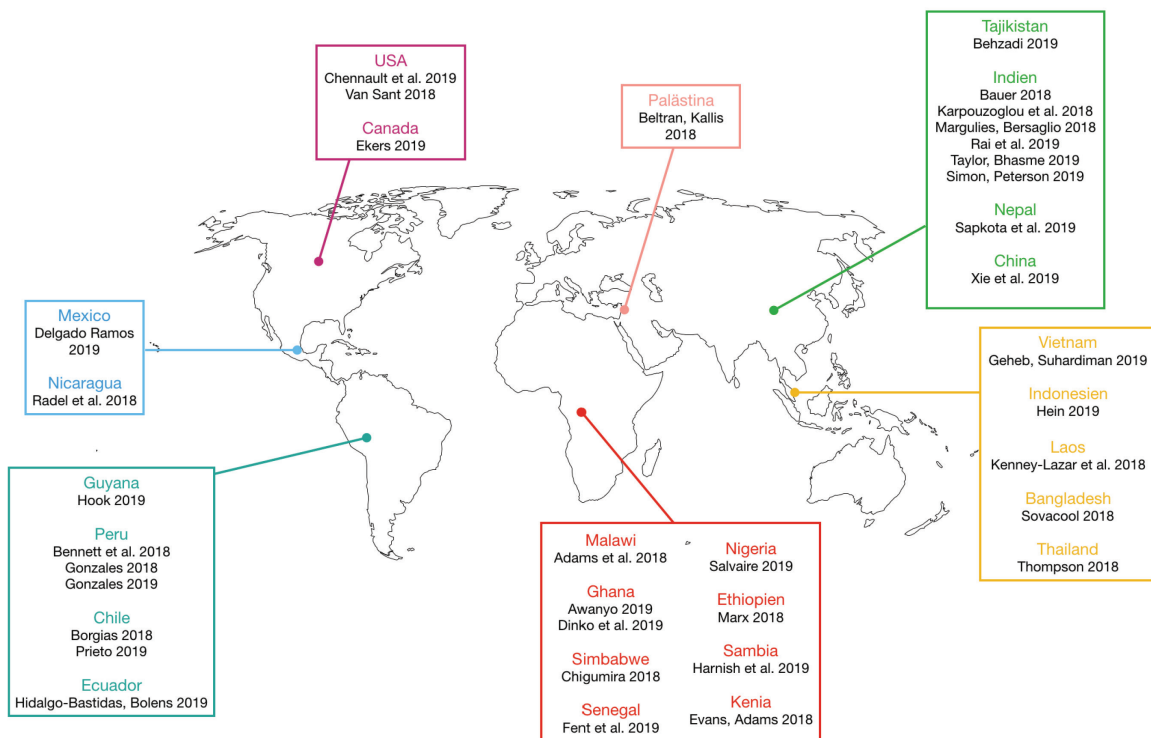 USA
Chennault et al. 2019
Van Sant 2018
Canada
Ekers 2019
Palästina
Beltran, Kallis
2018
Tajikistan
Behzadi 2019
Indien
Bauer 2018
Karpouzoglou et al. 2018
Margulies, Bersaglio 2018
Rai et al. 2019
Taylor, Bhasme 2019
Simon, Peterson 2019
Nepal
Sapkota et al. 2019
China
Xie et al. 2019
Mexico
Delgado Ramos
2019
Nicaragua
Radel et al. 2018
Vietnam
Geheb, Suhardiman 2019
Indonesien
Hein 2019
Laos
Kenney-Lazar et al. 2018
Bangladesh
Sovacool 2018
Thailand
Thompson 2018
Guyana
Hook 2019
Peru
Bennett et al. 2018
Gonzales 2018
Gonzales 2019
Chile
Borgias 2018
Prieto 2019
Ecuador
Hidalgo-Bastidas, Bolens 2019
Malawi
Adams et al. 2018
Ghana
Awanyo 2019
Dinko et al. 2019
Simbabwe
Chigumira 2018
Senegal
Fent et al. 2019
Nigeria
Salvaire 2019
Ethiopien
Marx 2018
Sambia
Harnish et al. 2019
Kenia
Evans, Adams 2018